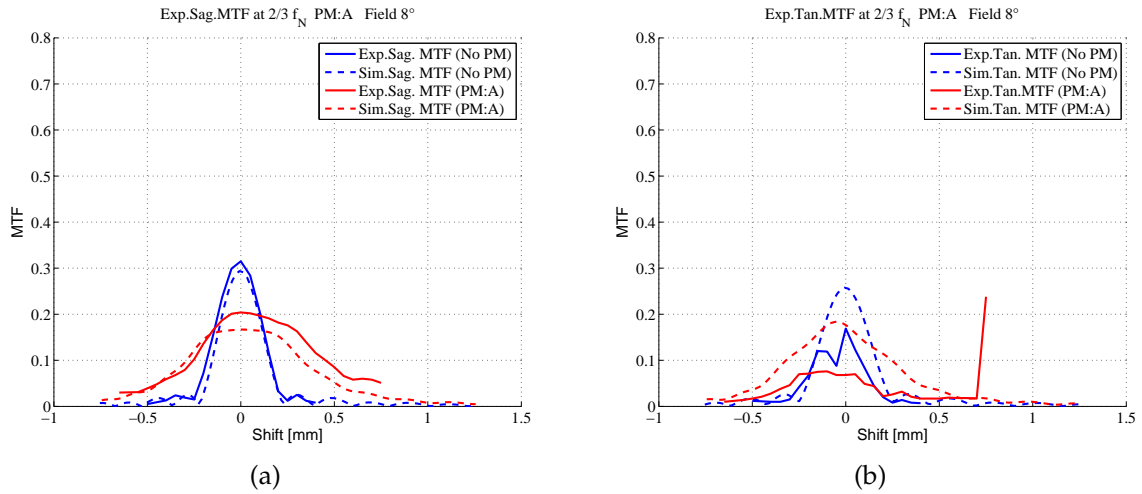 Exp.Sag.MTF at 2/3 f_N PM:A Field 8°
0.8
0.7
0.6
0.5
0.4
0.3
0.2
0.1
0
MTF
Exp.Sag. MTF (No PM)
Sim.Sag. MTF (No PM)
Exp.Sag. MTF (PM:A)
Sim.Sag. MTF (PM:A)
−1 −0.5 0 0.5 1 1.5
Shift [mm]
(a)
Exp.Tan.MTF at 2/3 f_N PM:A Field 8°
0.8
0.7
0.6
0.5
0.4
0.3
0.2
0.1
0
MTF
Exp.Tan. MTF (No PM)
Sim.Tan. MTF (No PM)
Exp.Tan.MTF (PM:A)
Sim.Tan. MTF (PM:A)
−1 −0.5 0 0.5 1 1.5
Shift [mm]
(b)